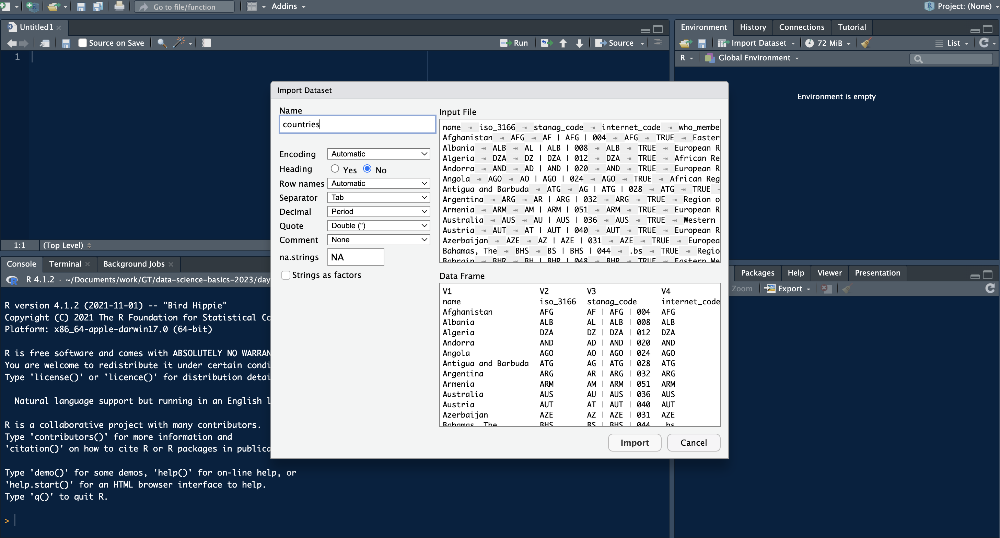 Go to file/function
Addins
Project: (None)
Untitled1
Source on Save
Run
Source
1
1:1
(Top Level)
Environment
History
Connections
Tutorial
Import Dataset
72 MiB
List
R
Global Environment
Environment is empty
Import Dataset
Name
countries
Encoding Automatic
Heading Yes No
Row names Automatic
Separator Tab
Decimal Period
Quote Double (")
Comment None
na.strings NA
Strings as factors
Input File
name ⇥ iso_3166 ⇥ stanag_code ⇥ internet_code ⇥ who_membe
Afghanistan ⇥ AFG ⇥ AF | AFG | 004 ⇥ AFG ⇥ TRUE ⇥ Easter
Albania ⇥ ALB ⇥ AL | ALB | 008 ⇥ ALB ⇥ TRUE ⇥ European R
Algeria ⇥ DZA ⇥ DZ | DZA | 012 ⇥ DZA ⇥ TRUE ⇥ African Re
Andorra ⇥ AND ⇥ AD | AND | 020 ⇥ AND ⇥ TRUE ⇥ European R
Angola ⇥ AGO ⇥ AO | AGO | 024 ⇥ AGO ⇥ TRUE ⇥ African Reg
Antigua and Barbuda ⇥ ATG ⇥ AG | ATG | 028 ⇥ ATG ⇥ TRUE
Argentina ⇥ ARG ⇥ AR | ARG | 032 ⇥ ARG ⇥ TRUE ⇥ Region o
Armenia ⇥ ARM ⇥ AM | ARM | 051 ⇥ ARM ⇥ TRUE ⇥ European R
Australia ⇥ AUS ⇥ AU | AUS | 036 ⇥ AUS ⇥ TRUE ⇥ Western
Austria ⇥ AUT ⇥ AT | AUT | 040 ⇥ AUT ⇥ TRUE ⇥ European R
Azerbaijan ⇥ AZE ⇥ AZ | AZE | 031 ⇥ AZE ⇥ TRUE ⇥ Europea
Bahamas, The ⇥ BHS ⇥ BS | BHS | 044 ⇥ .bs ⇥ TRUE ⇥ Regio
Bahrain ⇥ BHR ⇥ BH | BHR | 048 ⇥ BHR ⇥ TRUE ⇥ Eastern Me
Data Frame
V1 V2 V3 V4
name iso_3166 stanag_code internet_code
Afghanistan AFG AF | AFG | 004 AFG
Albania ALB AL | ALB | 008 ALB
Algeria DZA DZ | DZA | 012 DZA
Andorra AND AD | AND | 020 AND
Angola AGO AO | AGO | 024 AGO
Antigua and Barbuda ATG AG | ATG | 028 ATG
Argentina ARG AR | ARG | 032 ARG
Armenia ARM AM | ARM | 051 ARM
Australia AUS AU | AUS | 036 AUS
Austria AUT AT | AUT | 040 AUT
Azerbaijan AZE AZ | AZE | 031 AZE
Bahamas, The BHS BS | BHS | 044 .bs
Import
Cancel
Console
Terminal
Background Jobs
R 4.1.2 · ~/Documents/work/GT/data-science-basics-2023/day
R version 4.1.2 (2021-11-01) -- "Bird Hippie"
Copyright (C) 2021 The R Foundation for Statistical Co
Platform: x86_64-apple-darwin17.0 (64-bit)
R is free software and comes with ABSOLUTELY NO WARRAN
You are welcome to redistribute it under certain condi
Type 'license()' or 'licence()' for distribution detai
Natural language support but running in an English l
R is a collaborative project with many contributors.
Type 'contributors()' for more information and
'citation()' on how to cite R or R packages in publica
Type 'demo()' for some demos, 'help()' for on-line help, or
'help.start()' for an HTML browser interface to help.
Type 'q()' to quit R.
>
Packages
Help
Viewer
Presentation
Zoom
Export